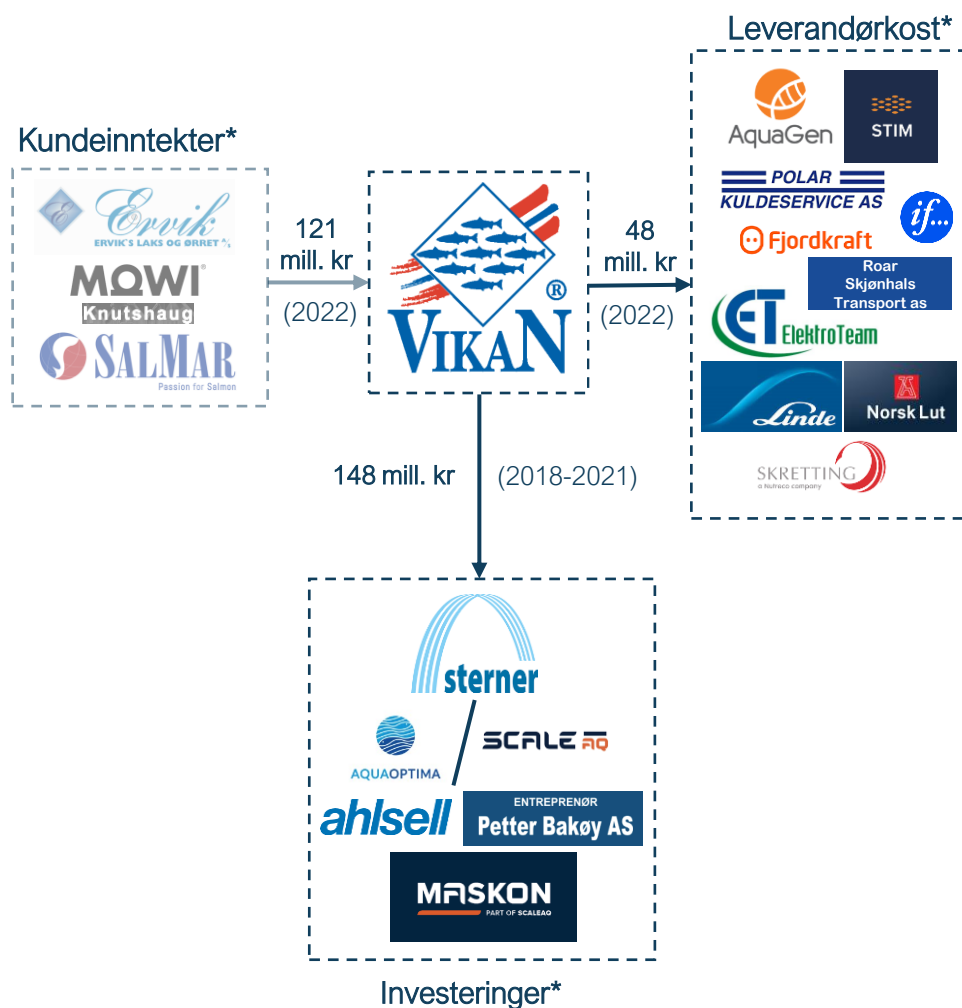 Leverandørkost*
AquaGen
STIM
POLAR
KULDESERVICE AS
if...
Fjordkraft
Roar
Skjønhals
Transport as
ET ElektroTeam
Linde
Norsk Lut
SKRETTING
a Nutreco company
Kundeinntekter*
E
Ervik
ERVIK'S LAKS OG ØRRET A/S
MOWI®
Knutshaug
SALMAR
Passion for Salmon
121
mill. kr
(2022)
VIKAN
®
48
mill. kr
(2022)
148 mill. kr
(2018-2021)
sterner
AQUAOPTIMA
SCALE AQ
ahlsell
ENTREPRENØR
Petter Bakøy AS
MASKON
PART OF SCALEAQ
Investeringer*